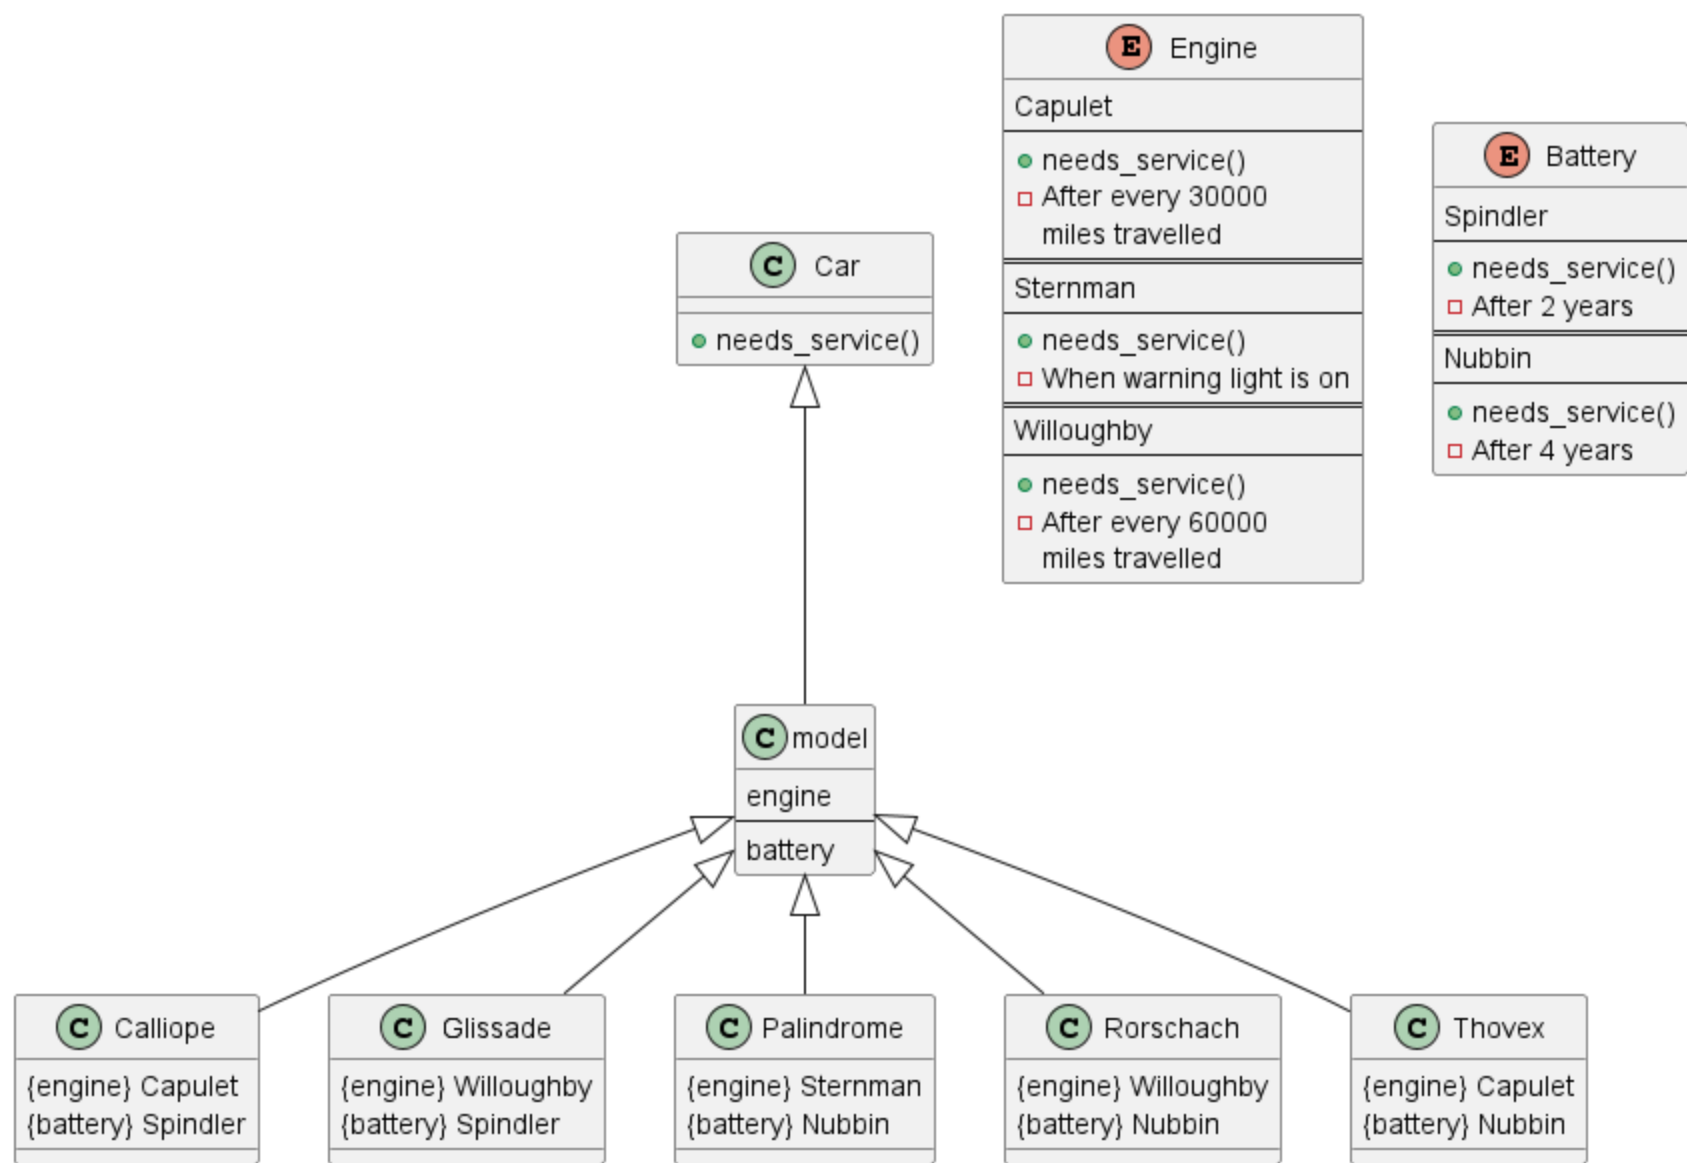 E Engine
Capulet
needs_service()
After every 30000
miles travelled
Sternman
needs_service()
When warning light is on
Willoughby
needs_service()
After every 60000
miles travelled
E Battery
Spindler
needs_service()
After 2 years
Nubbin
needs_service()
After 4 years
C Car
needs_service()
C model
engine
battery
C Calliope
{engine} Capulet
{battery} Spindler
C Glissade
{engine} Willoughby
{battery} Spindler
C Palindrome
{engine} Sternman
{battery} Nubbin
C Rorschach
{engine} Willoughby
{battery} Nubbin
C Thovex
{engine} Capulet
{battery} Nubbin